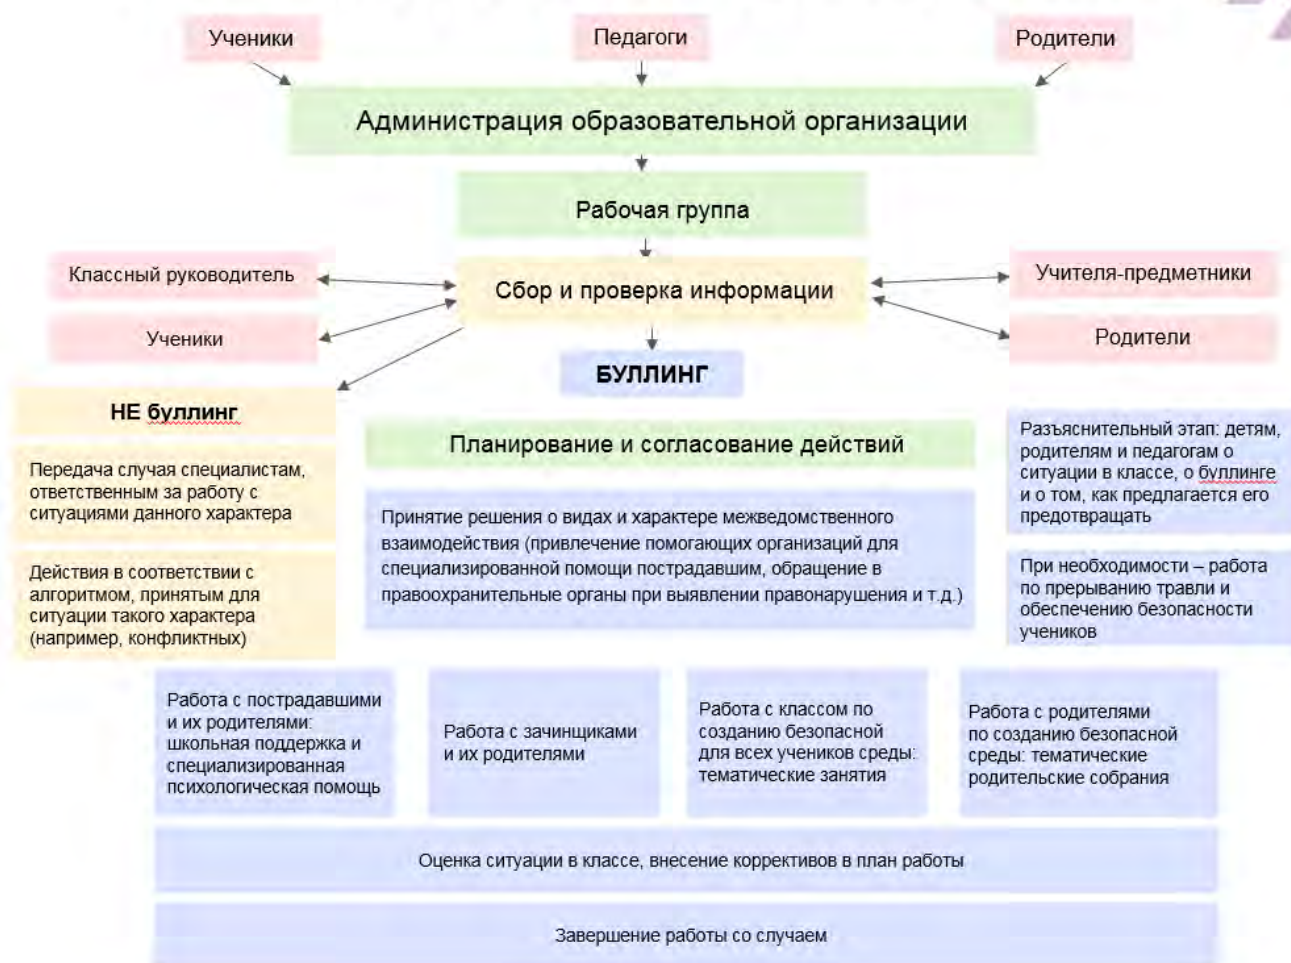 Ученики
Педагоги
Родители
Администрация образовательной организации
Рабочая группа
Классный руководитель
Сбор и проверка информации
Учителя-предметники
Ученики
Родители
БУЛЛИНГ
НЕ буллинг
Передача случая специалистам,
ответственным за работу с
ситуациями данного характера
Действия в соответствии с
алгоритмом, принятым для
ситуации такого характера
(например, конфликтных)
Планирование и согласование действий
Принятие решения о видах и характере межведомственного
взаимодействия (привлечение помогающих организаций для
специализированной помощи пострадавшим, обращение в
правоохранительные органы при выявлении правонарушения и т.д.)
Разъяснительный этап: детям,
родителям и педагогам о
ситуации в классе, о буллинге
и о том, как предлагается его
предотвращать
При необходимости – работа
по прерыванию травли и
обеспечению безопасности
учеников
Работа с пострадавшими
и их родителями:
школьная поддержка и
специализированная
психологическая помощь
Работа с зачинщиками
и их родителями
Работа с классом по
созданию безопасной
для всех учеников среды:
тематические занятия
Работа с родителями
по созданию безопасной
среды: тематические
родительские собрания
Оценка ситуации в классе, внесение коррективов в план работы
Завершение работы со случаем